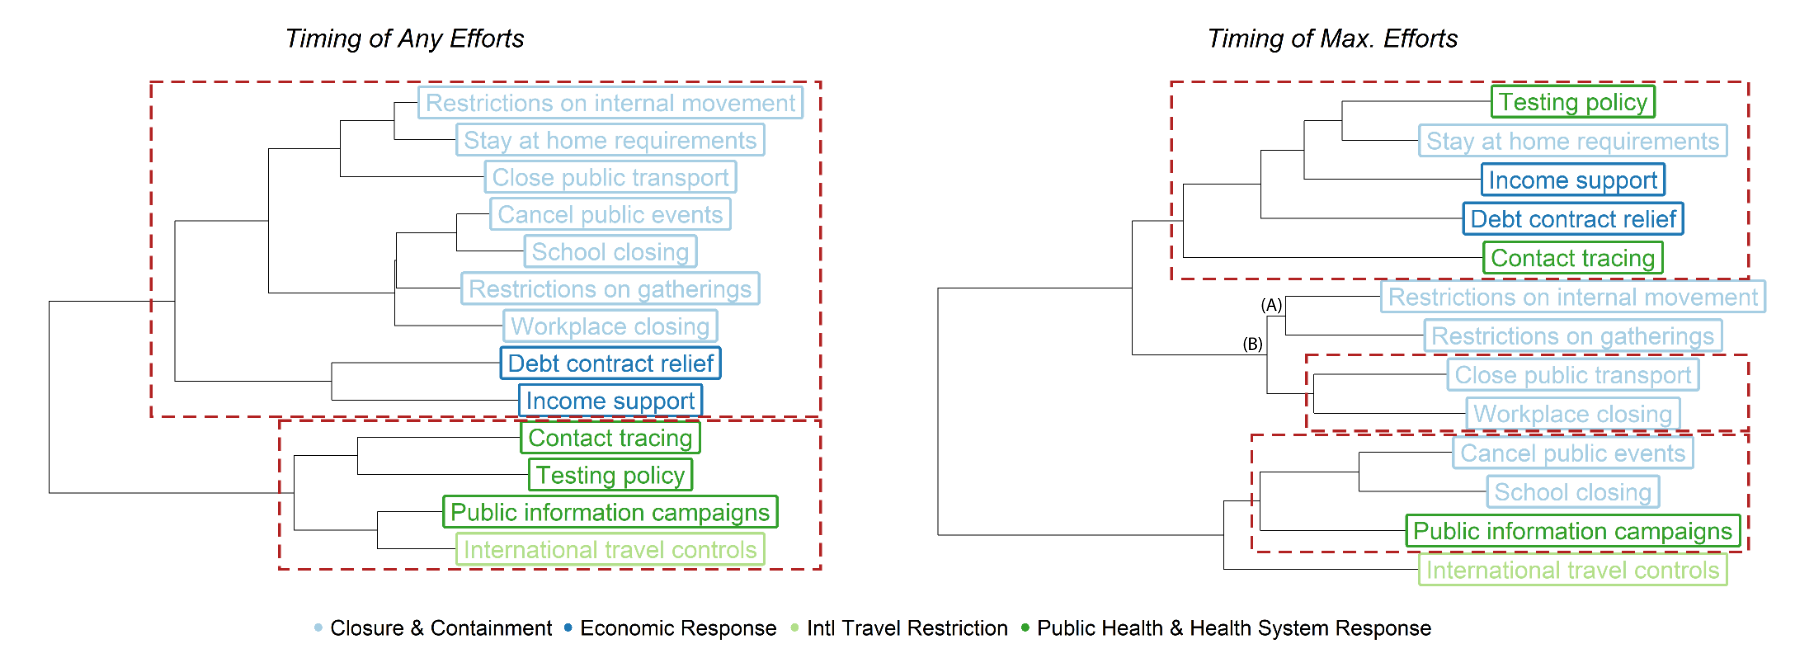 Timing of Any Efforts
Restrictions on internal movement
Stay at home requirements
Close public transport
Cancel public events
School closing
Restrictions on gatherings
Workplace closing
Debt contract relief
Income support
Contact tracing
Testing policy
Public information campaigns
International travel controls
Timing of Max. Efforts
Testing policy
Stay at home requirements
Income support
Debt contract relief
Contact tracing
Restrictions on internal movement
(A)
Restrictions on gatherings
(B)
Close public transport
Workplace closing
Cancel public events
School closing
Public information campaigns
International travel controls
Closure & Containment Economic Response Intl Travel Restriction Public Health & Health System Response